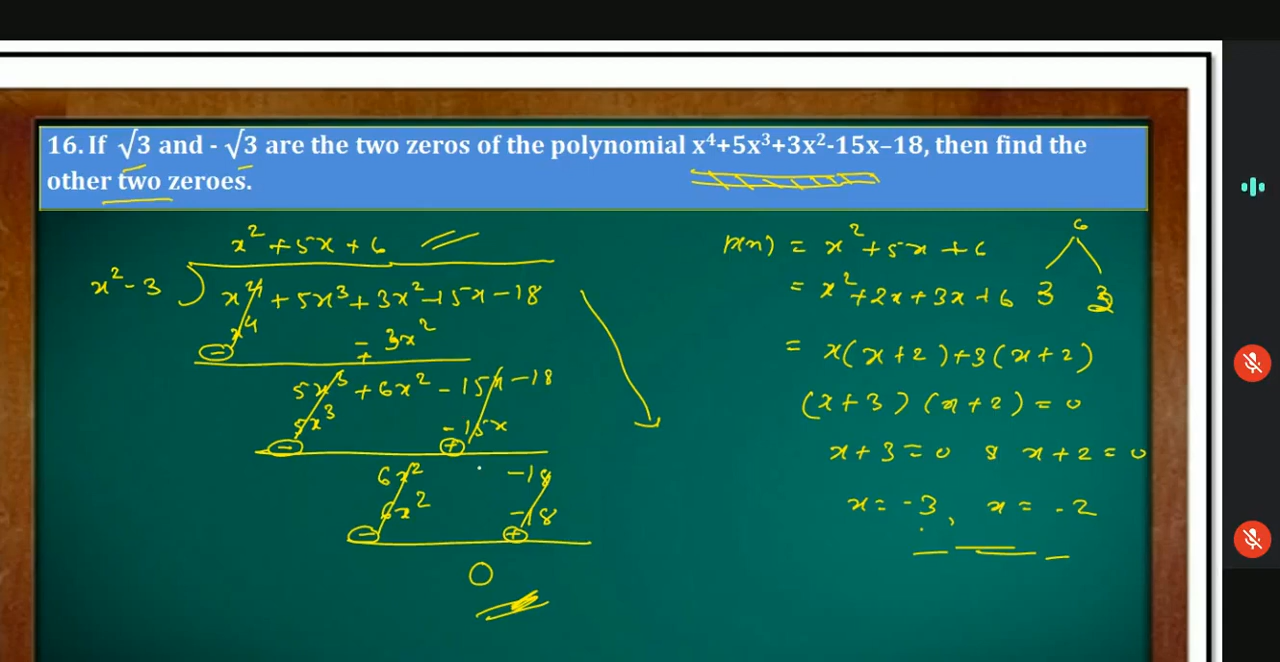 16. If √3 and - √3 are the two zeros of the polynomial x⁴+5x³+3x²-15x–18, then find the
other two zeroes.
x² + 5x + 6
x² - 3 ) x⁴ + 5x³ + 3x² - 15x - 18
x⁴ - 3x²
- +
5x³ + 6x² - 15x - 18
5x³ - 15x
- +
6x² - 18
6x² - 18
- +
0
p(x) = x² + 5x + 6
= x² + 2x + 3x + 6
= x(x+2)+3(x+2)
(x+3) (x+2) = 0
x + 3 = 0 & x + 2 = 0
x = -3, x = -2
6
3